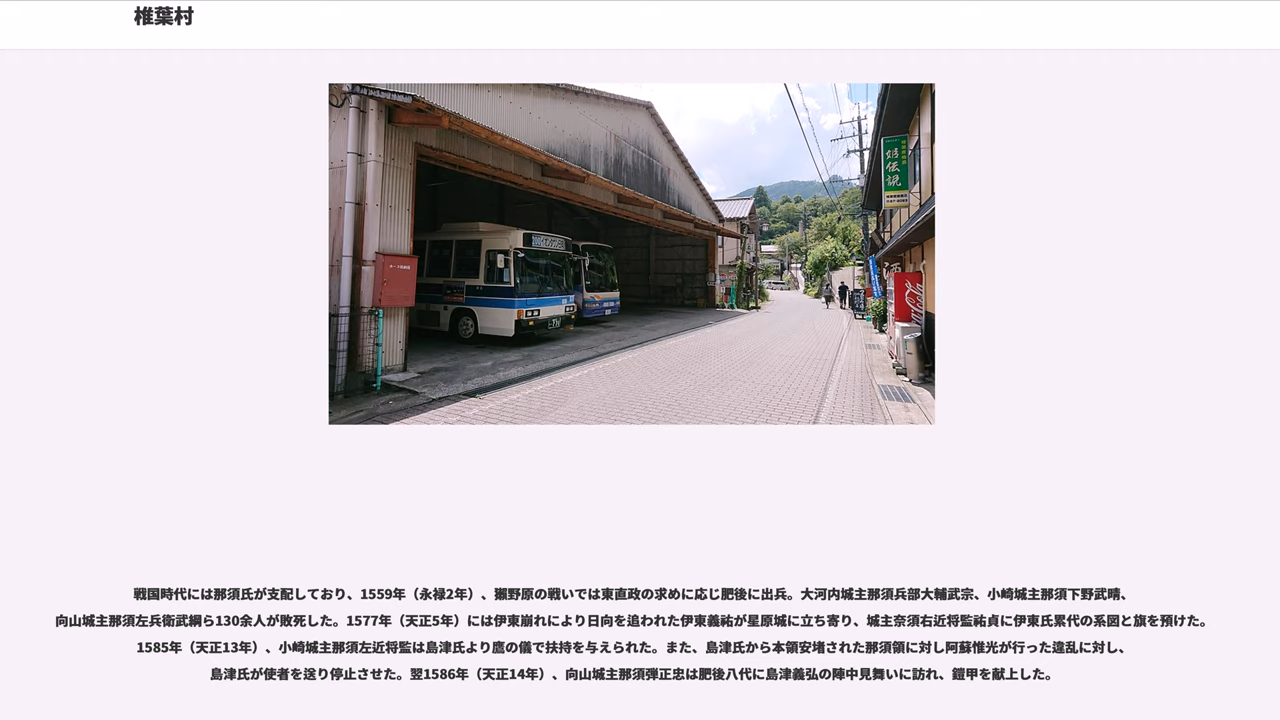 椎葉村
戦国時代には那須氏が支配しており、1559年（永禄2年）、獺野原の戦いでは東直政の求めに応じ肥後に出兵。大河内城主那須兵部大輔武宗、小崎城主那須下野武晴、
向山城主那須左兵衛武綱ら130余人が敗死した。1577年（天正5年）には伊東崩れにより日向を追われた伊東義祐が星原城に立ち寄り、城主奈須右近将監祐貞に伊東氏累代の系図と旗を預けた。
1585年（天正13年）、小崎城主那須左近将監は島津氏より鷹の儀で扶持を与えられた。また、島津氏から本領安堵された那須領に対し阿蘇惟光が行った違乱に対し、
島津氏が使者を送り停止させた。翌1586年（天正14年）、向山城主那須弾正忠は肥後八代に島津義弘の陣中見舞いに訪れ、鎧甲を献上した。
鶴伝説
Coca-Cola
酒